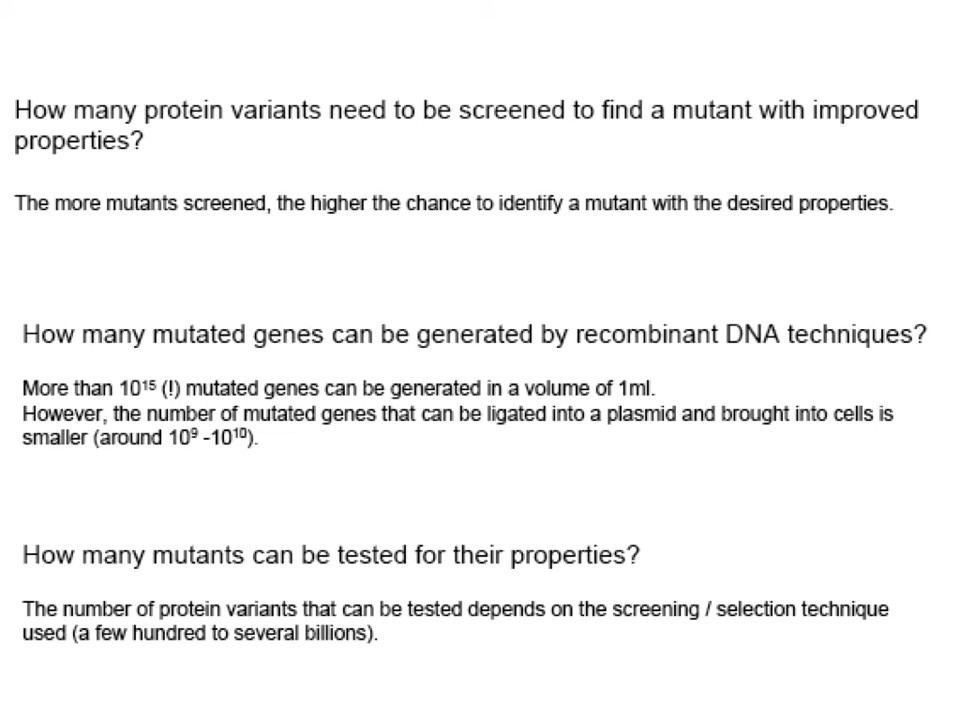 How many protein variants need to be screened to find a mutant with improved
properties?
The more mutants screened, the higher the chance to identify a mutant with the desired properties.
How many mutated genes can be generated by recombinant DNA techniques?
More than 10¹⁵ (!) mutated genes can be generated in a volume of 1ml.
However, the number of mutated genes that can be ligated into a plasmid and brought into cells is
smaller (around 10⁹ -10¹⁰).
How many mutants can be tested for their properties?
The number of protein variants that can be tested depends on the screening / selection technique
used (a few hundred to several billions).